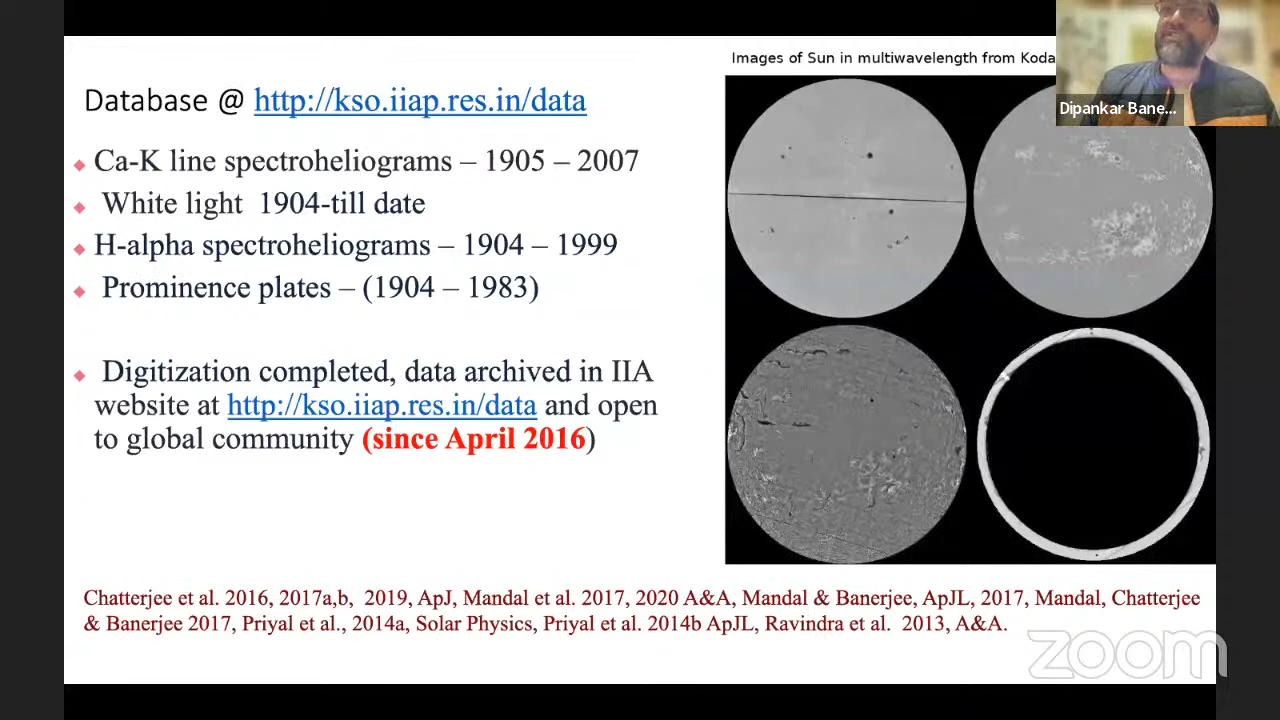 Images of Sun in multiwavelength from Koda
Dipankar Bane...
Database @ http://kso.iiap.res.in/data
Ca-K line spectroheliograms – 1905 – 2007
White light 1904-till date
H-alpha spectroheliograms – 1904 – 1999
Prominence plates – (1904 – 1983)
Digitization completed, data archived in IIA
website at http://kso.iiap.res.in/data and open
to global community (since April 2016)
Chatterjee et al. 2016, 2017a,b, 2019, ApJ, Mandal et al. 2017, 2020 A&A, Mandal & Banerjee, ApJL, 2017, Mandal, Chatterjee
& Banerjee 2017, Priyal et al., 2014a, Solar Physics, Priyal et al. 2014b ApJL, Ravindra et al. 2013, A&A.
zoom